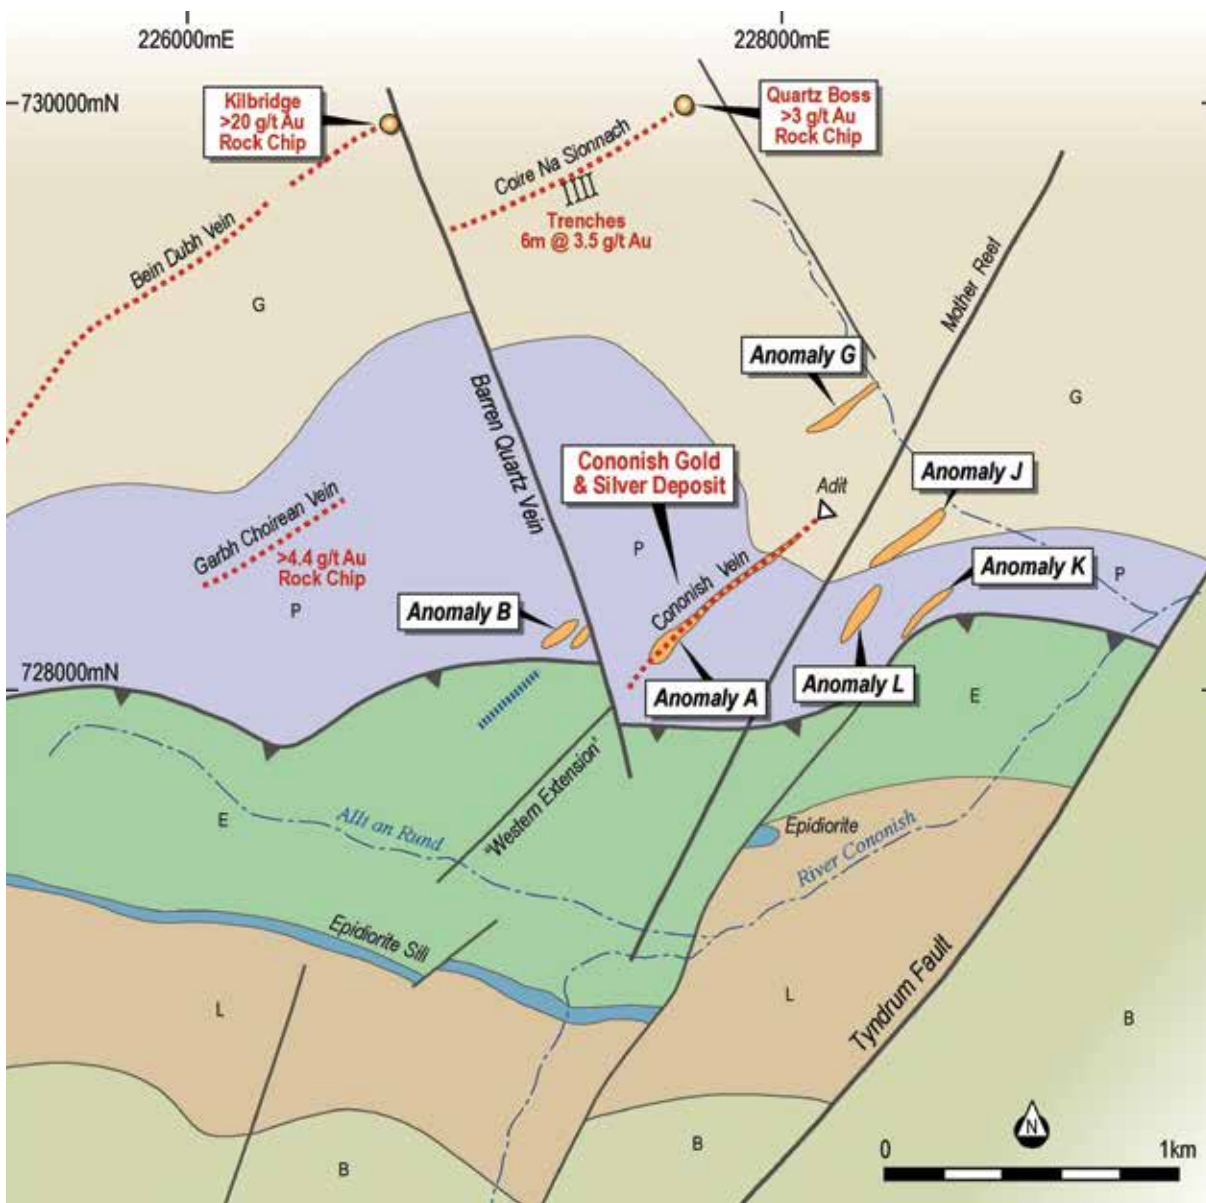 226000mE
228000mE
730000mN
Kilbridge
>20 g/t Au
Rock Chip
Quartz Boss
>3 g/t Au
Rock Chip
Coire Na Sionnach
Trenches
6m @ 3.5 g/t Au
Bein Dubh Vein
Mother Reef
G
Anomaly G
G
Barren Quartz Vein
Cononish Gold
& Silver Deposit
Adit
Anomaly J
Garbh Choirean Vein
>4.4 g/t Au
Rock Chip
P
P
Cononish Vein
Anomaly K
P
Anomaly B
728000mN
Anomaly A
Anomaly L
E
"Western Extension'
E
Allt an Rund
Epidiorite
River Cononish
Epidiorite Sill
Tyndrum Fault
L
L
B
B
B
N
0
1km